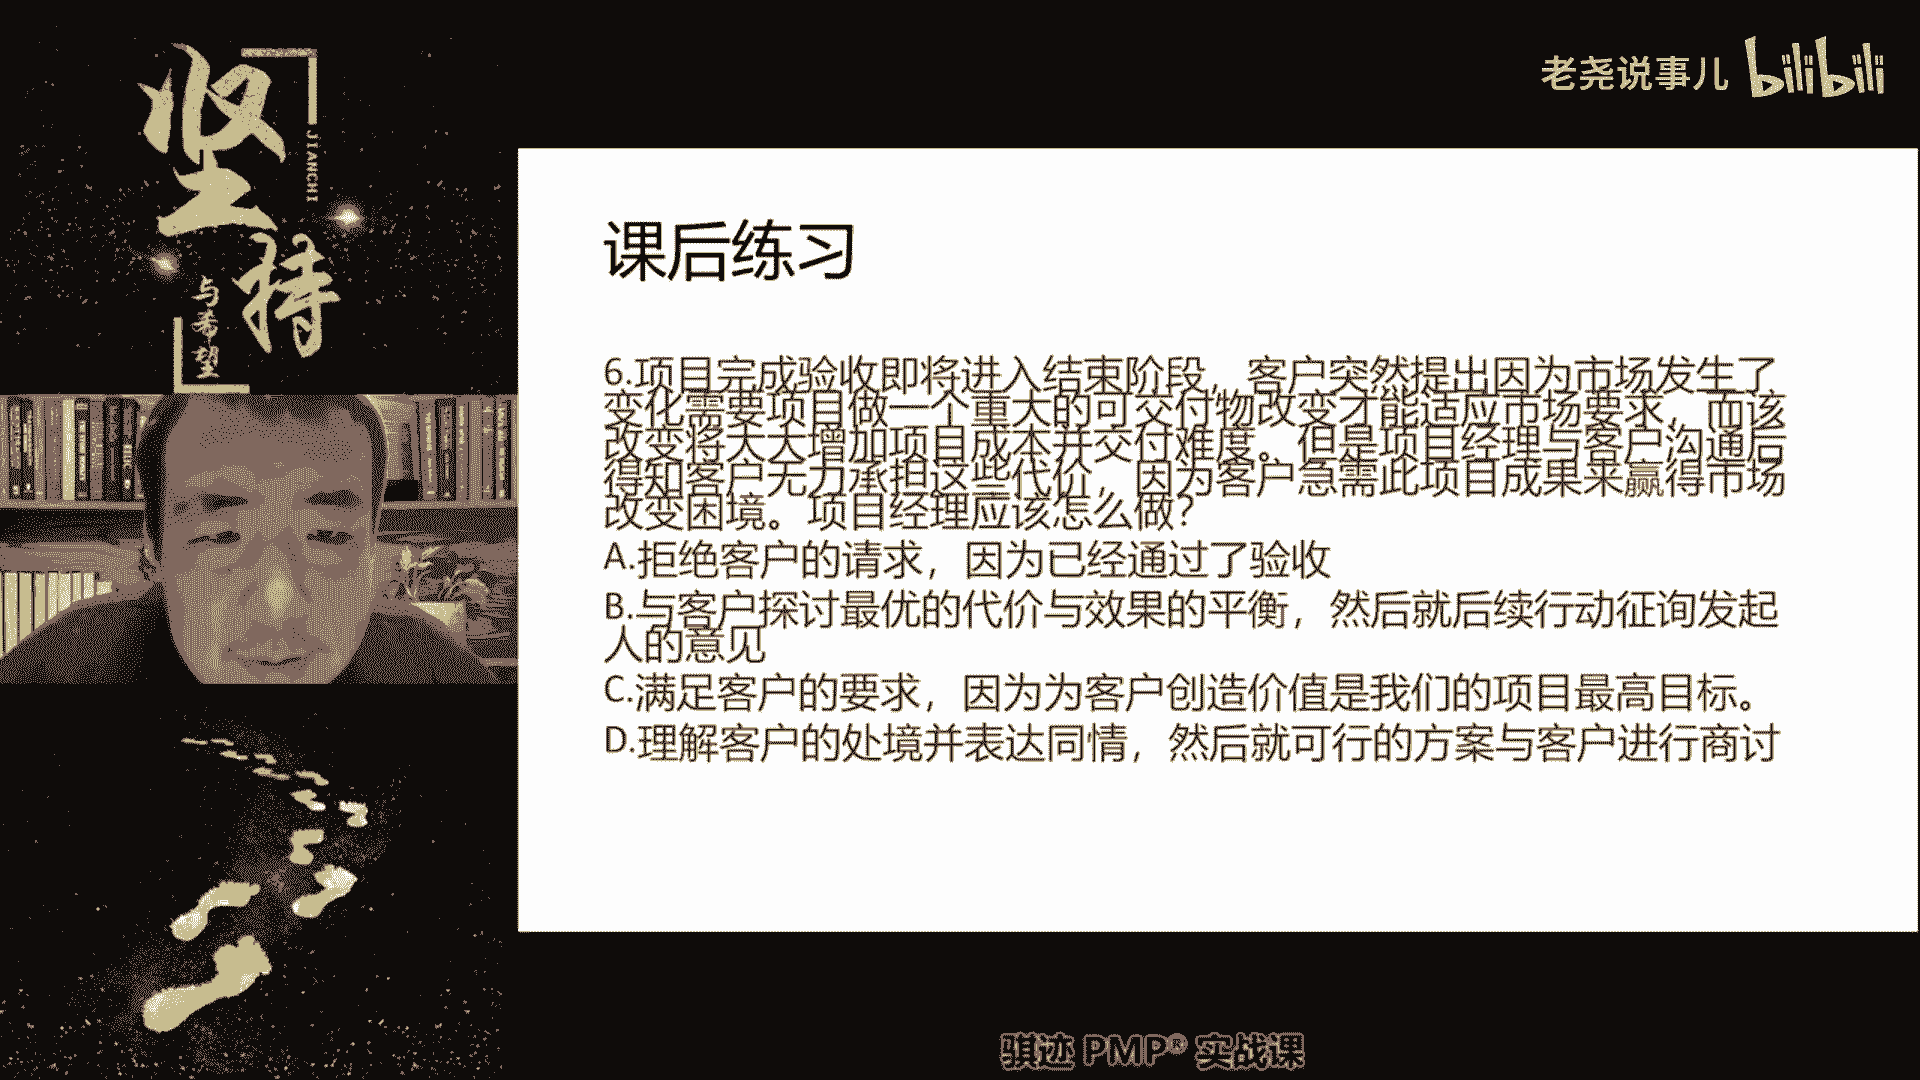 坚持
JIANCHI
与希望
老尧说事儿 bilibili
课后练习
6.项目完成验收即将进入结束阶段，客户突然提出因为市场发生了
变化需要项目做一个重大的可交付物改变才能适应市场要求，而该
改变将大大增加项目成本并交付难度。但是项目经理与客户沟通后
得知客户无力承担这些代价，因为客户急需此项目成果来赢得市场
改变困境。项目经理应该怎么做？
A.拒绝客户的请求，因为已经通过了验收
B.与客户探讨最优的代价与效果的平衡，然后就后续行动征询发起
人的意见
C.满足客户的要求，因为为客户创造价值是我们的项目最高目标。
D.理解客户的处境并表达同情，然后就可行的方案与客户进行商讨
骐迹 PMP® 实战课